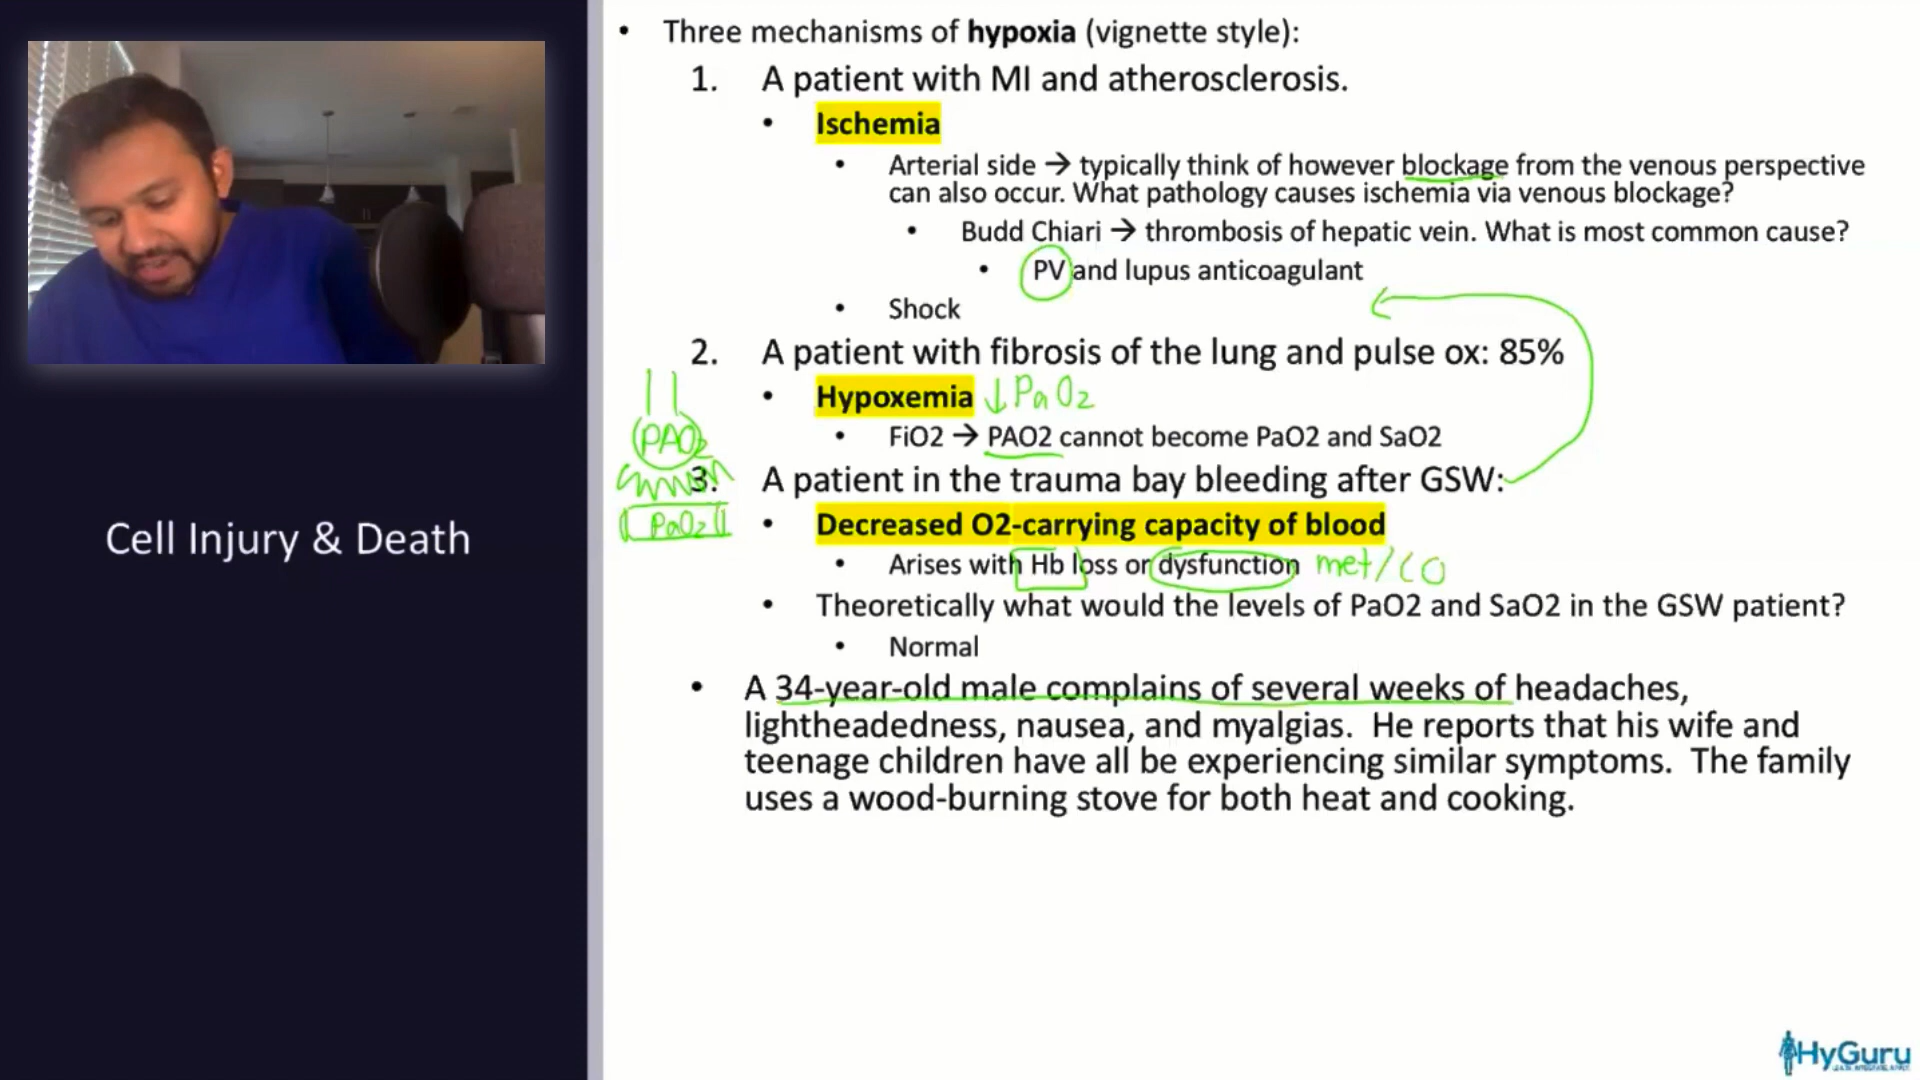 Cell Injury & Death
• Three mechanisms of hypoxia (vignette style):
1. A patient with MI and atherosclerosis.
• Ischemia
• Arterial side → typically think of however blockage from the venous perspective
can also occur. What pathology causes ischemia via venous blockage?
• Budd Chiari → thrombosis of hepatic vein. What is most common cause?
• PV and lupus anticoagulant
• Shock
2. A patient with fibrosis of the lung and pulse ox: 85%
• Hypoxemia ↓PaO2
• FiO2 → PAO2 cannot become PaO2 and SaO2
PAO2
3. A patient in the trauma bay bleeding after GSW:
PaO2
• Decreased O2-carrying capacity of blood
• Arises with Hb loss or dysfunction met/CO
• Theoretically what would the levels of PaO2 and SaO2 in the GSW patient?
• Normal
• A 34-year-old male complains of several weeks of headaches,
lightheadedness, nausea, and myalgias. He reports that his wife and
teenage children have all be experiencing similar symptoms. The family
uses a wood-burning stove for both heat and cooking.
HyGuru